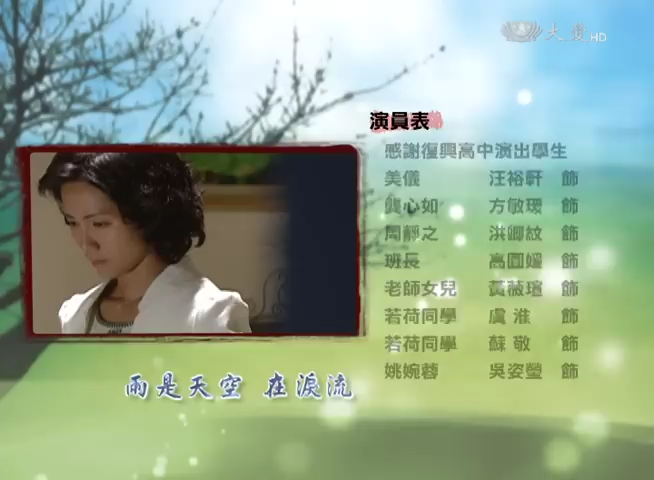 大愛HD
演員表
感謝復興高中演出學生
美儀 汪裕軒 飾
龔心如 方敏瑗 飾
周靜之 洪卿紋 飾
班長 高圓媗 飾
老師女兒 黃薇瑄 飾
若荷同學 虞淮 飾
若荷同學 蘇敬 飾
姚婉蓉 吳姿瑩 飾
雨是天空 在淚流